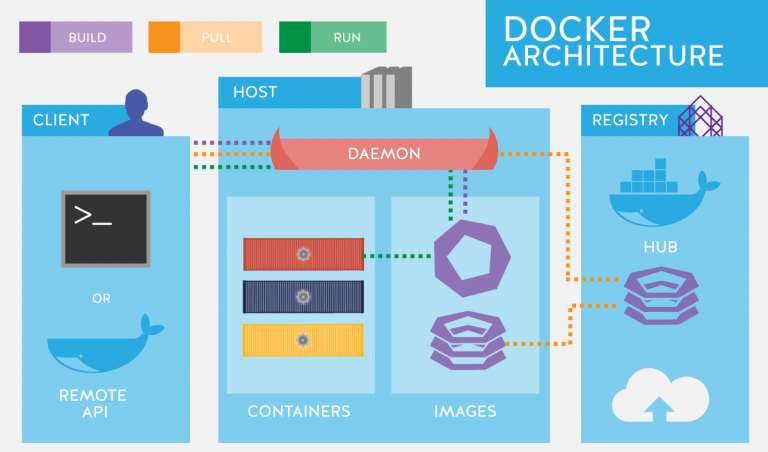 BUILD
PULL
RUN
DOCKER
ARCHITECTURE
CLIENT
>_
OR
REMOTE
API
HOST
DAEMON
CONTAINERS
IMAGES
REGISTRY
HUB